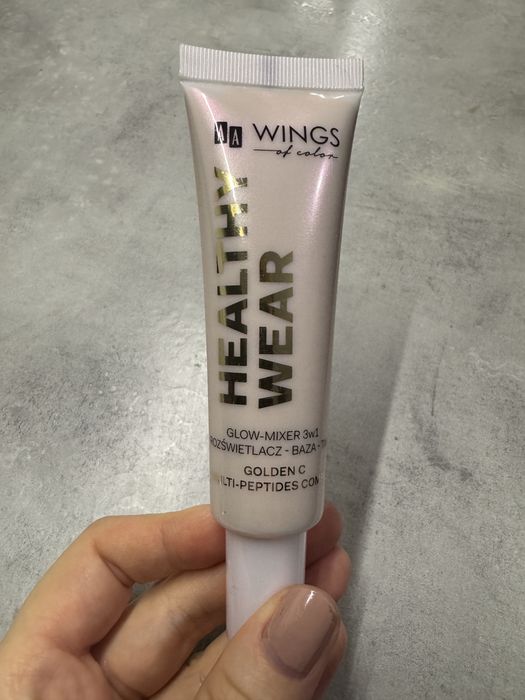 AA WINGS
of color
HEALTHY
WEAR
GLOW-MIXER 3w1
ROZŚWIETLACZ - BAZA -
GOLDEN C